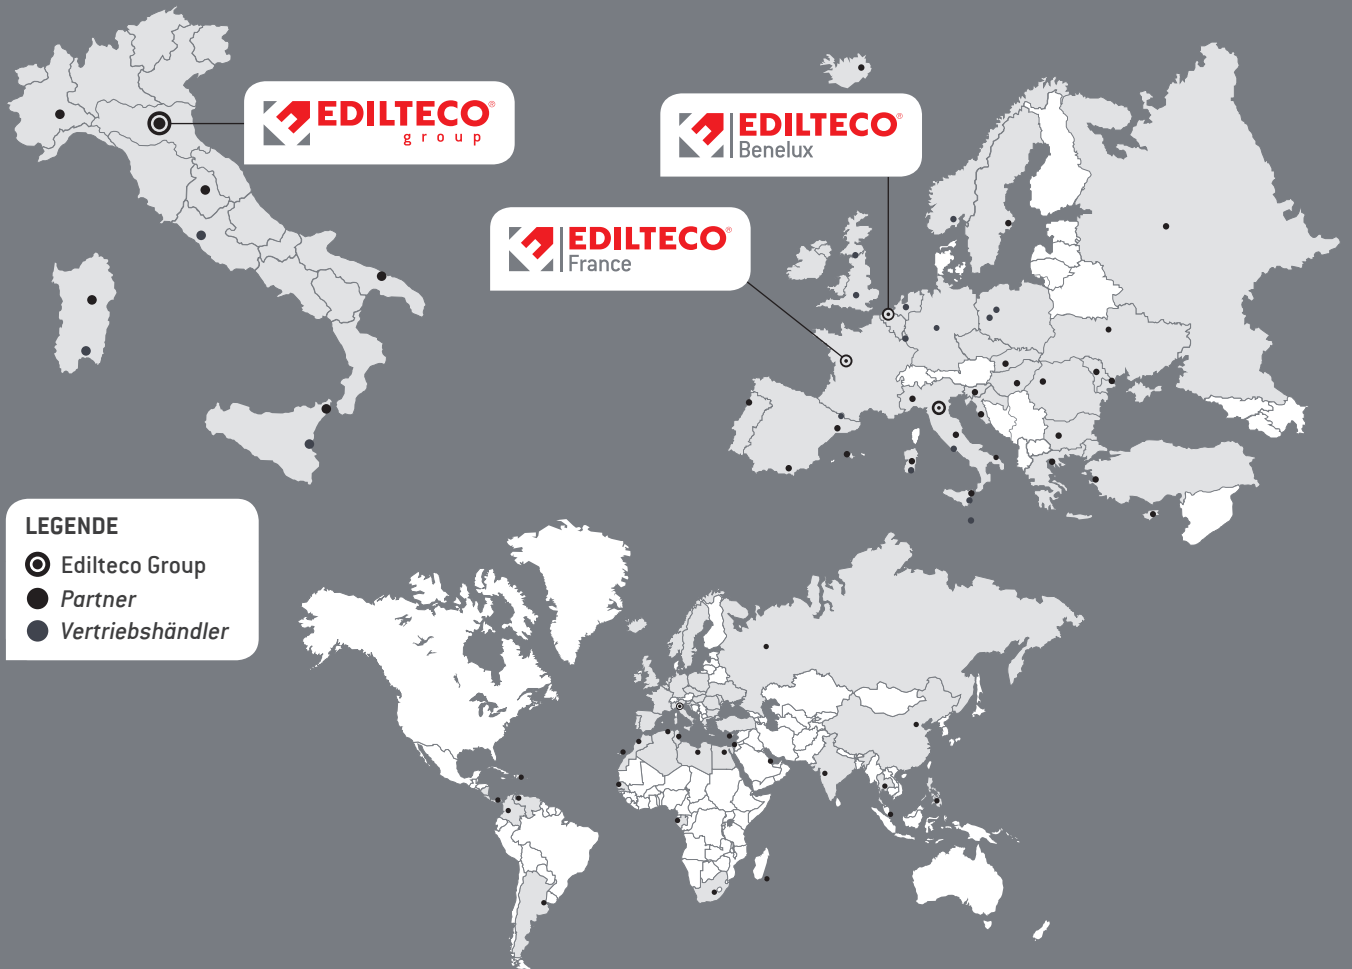 EDILTECO®
group
EDILTECO®
Benelux
EDILTECO®
France
LEGENDE
Edilteco Group
Partner
Vertriebshändler